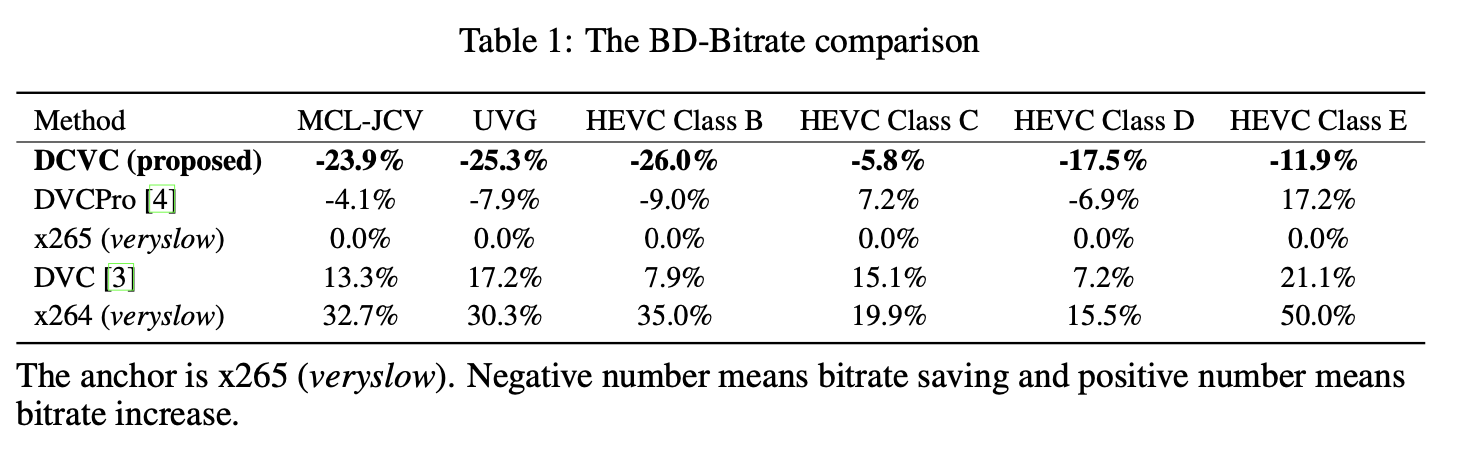 Table 1: The BD-Bitrate comparison
Method MCL-JCV UVG HEVC Class B HEVC Class C HEVC Class D HEVC Class E
DCVC (proposed) -23.9% -25.3% -26.0% -5.8% -17.5% -11.9%
DVCPro [4] -4.1% -7.9% -9.0% 7.2% -6.9% 17.2%
x265 (veryslow) 0.0% 0.0% 0.0% 0.0% 0.0% 0.0%
DVC [3] 13.3% 17.2% 7.9% 15.1% 7.2% 21.1%
x264 (veryslow) 32.7% 30.3% 35.0% 19.9% 15.5% 50.0%
The anchor is x265 (veryslow). Negative number means bitrate saving and positive number means
bitrate increase.